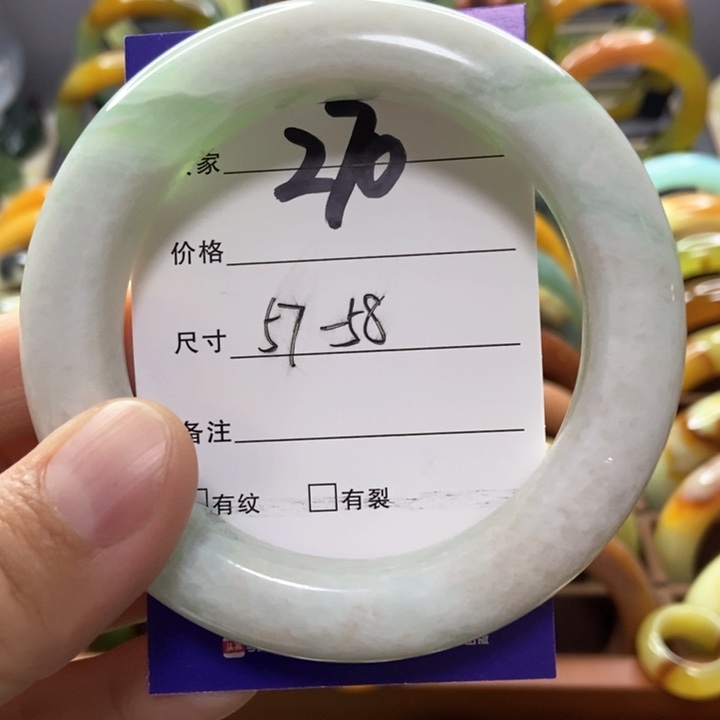 家 270
价格
尺寸 57-58
备注
有纹 有裂